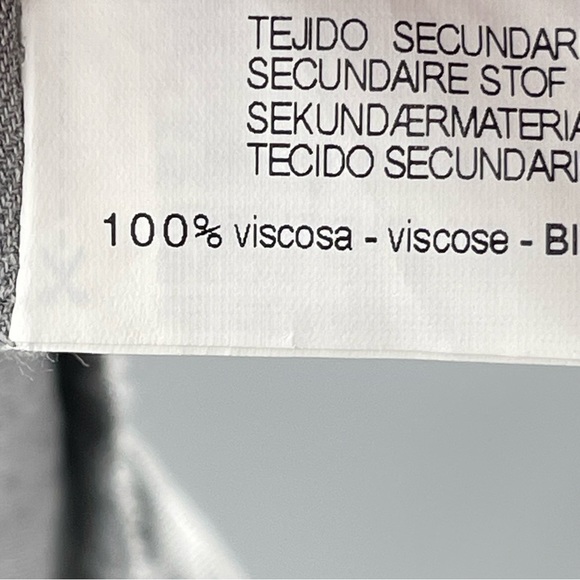 TEJIDO SECUNDAR
SECUNDAIRE STOF
SEKUNDÆRMATERIA
TECIDO SECUNDARI
100% viscosa - viscose - BI